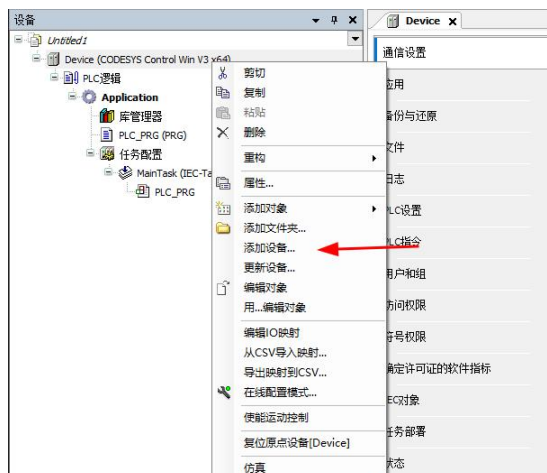 设备
Device
Untitled1
Device (CODESYS Control Win V3 x64)
PLC逻辑
Application
库管理器
PLC_PRG (PRG)
任务配置
MainTask (IEC-Ta
PLC_PRG
剪切
复制
粘贴
删除
重构
属性...
添加对象
添加文件夹...
添加设备...
更新设备...
编辑对象
用...编辑对象
编辑IO映射
从CSV导入映射...
导出映射到CSV...
在线配置模式...
使能运动控制
复位原点设备[Device]
仿真
通信设置
应用
备份与还原
文件
日志
PLC设置
PLC指令
用户和组
访问权限
符号权限
确定许可证的软件指标
IEC对象
任务部署
状态